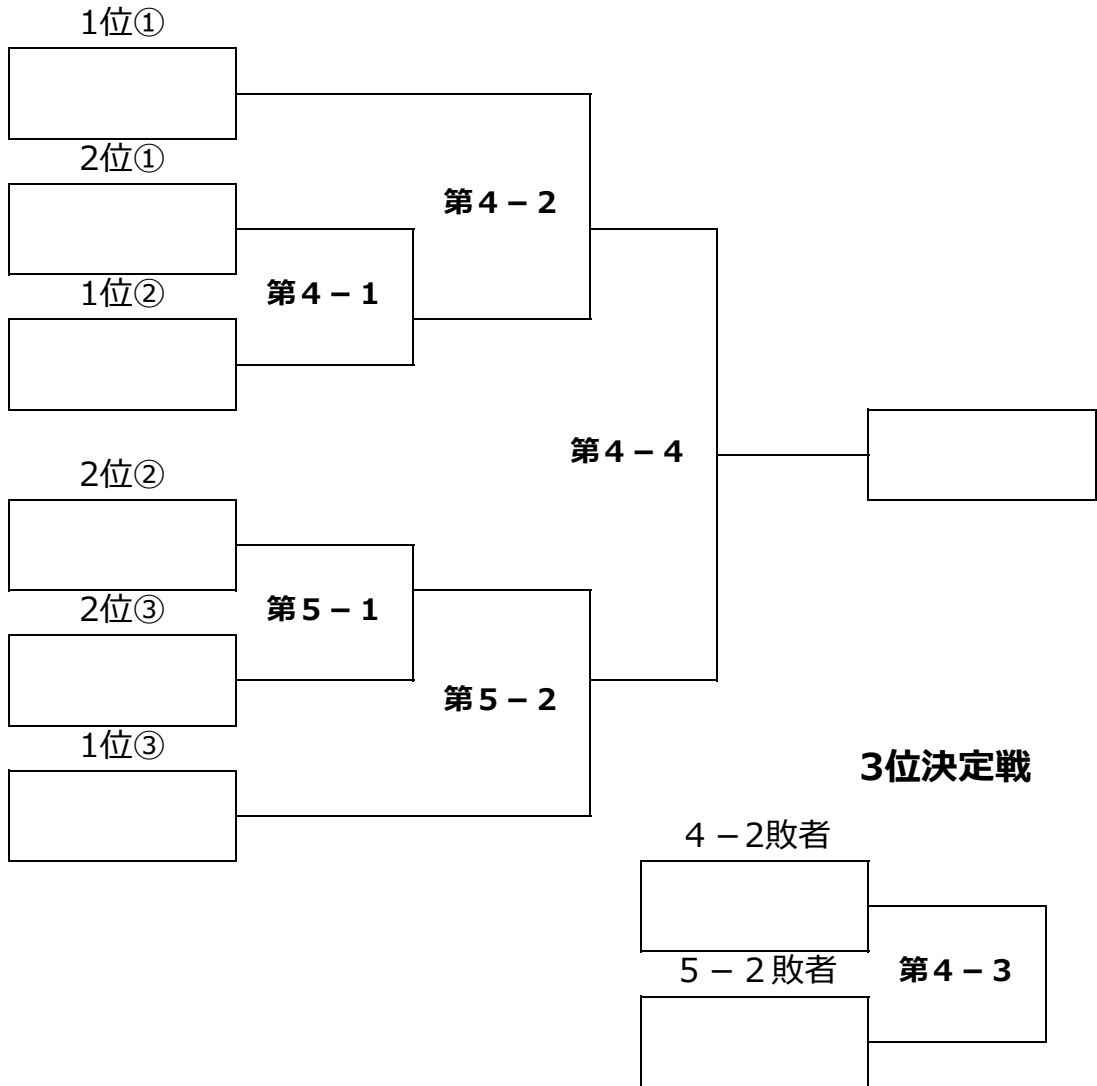 1位①
2位①
第４－２
1位②
第４－１
第４－４
2位②
2位③
第５－１
第５－２
1位③
3位決定戦
４－2敗者
５－２敗者
第４－３